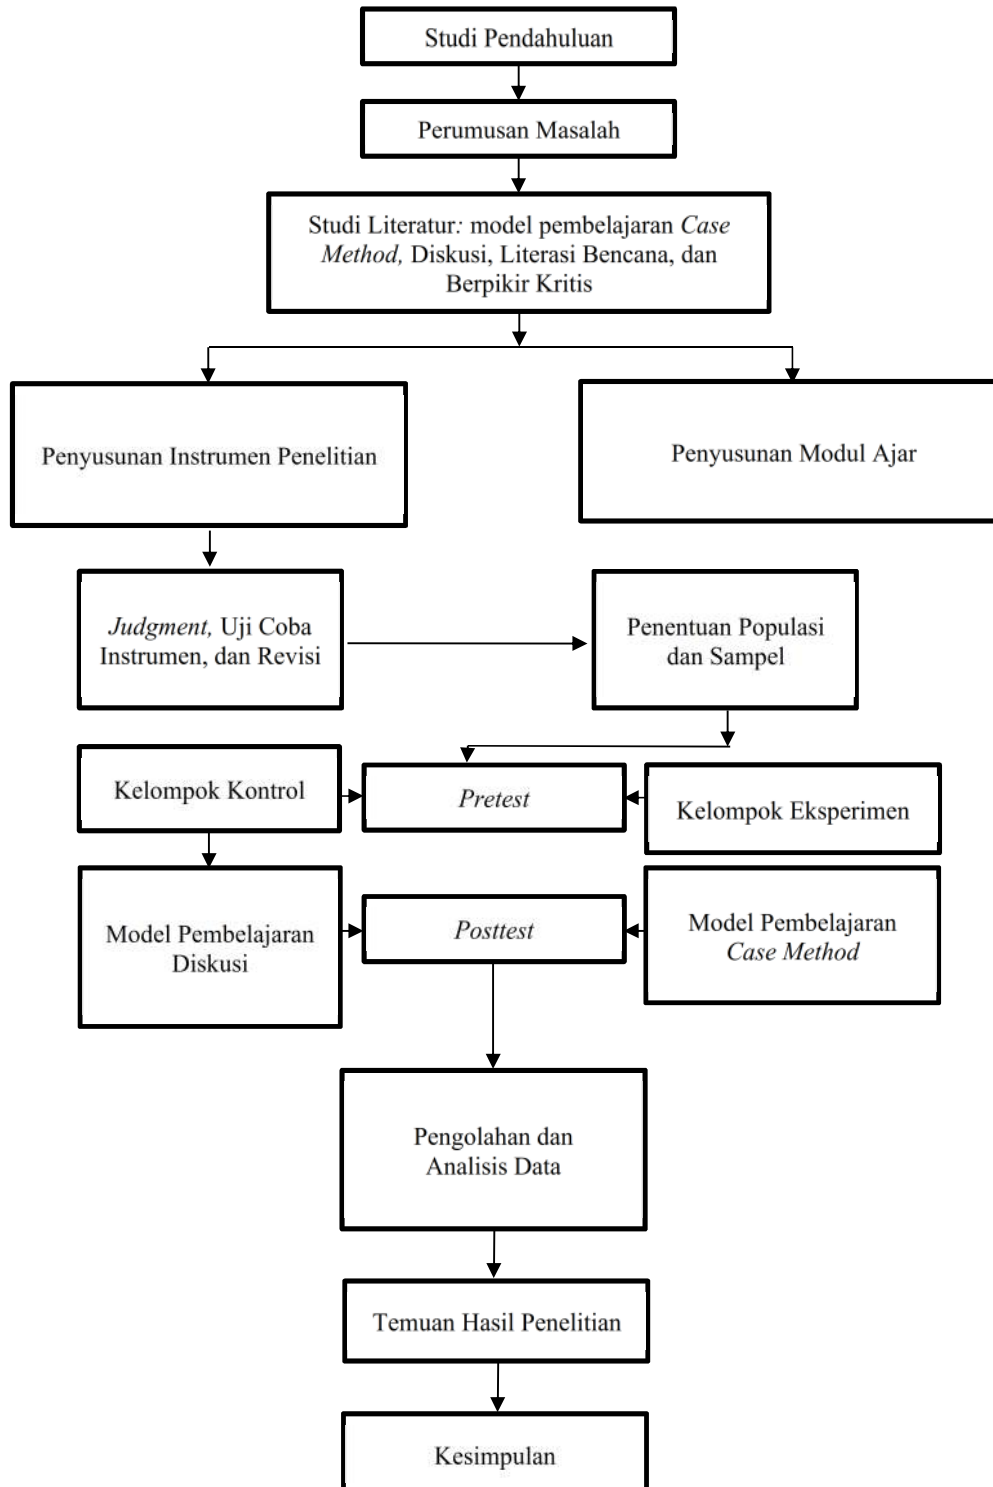 Studi Pendahuluan
Perumusan Masalah
Studi Literatur: model pembelajaran Case
Method, Diskusi, Literasi Bencana, dan
Berpikir Kritis
Penyusunan Instrumen Penelitian
Penyusunan Modul Ajar
Judgment, Uji Coba
Instrumen, dan Revisi
Penentuan Populasi
dan Sampel
Kelompok Kontrol
Pretest
Kelompok Eksperimen
Model Pembelajaran
Diskusi
Posttest
Model Pembelajaran
Case Method
Pengolahan dan
Analisis Data
Temuan Hasil Penelitian
Kesimpulan